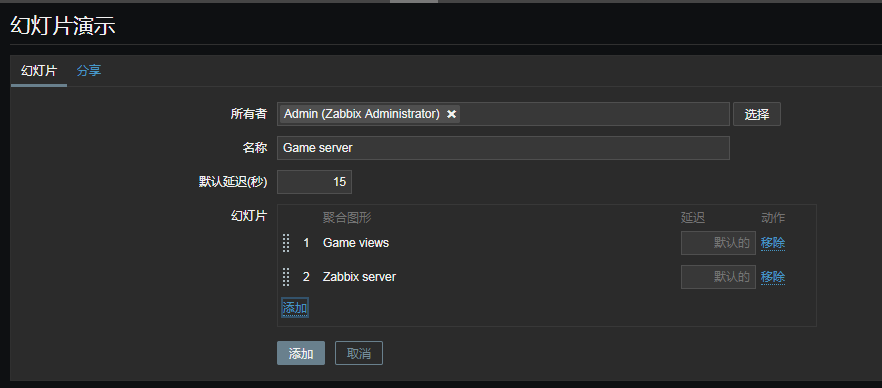 幻灯片演示
幻灯片 分享
所有者 Admin (Zabbix Administrator) 选择
名称 Game server
默认延迟(秒) 15
幻灯片 聚合图形 延迟 动作
1 Game views 默认的 移除
2 Zabbix server 默认的 移除
添加
添加 取消